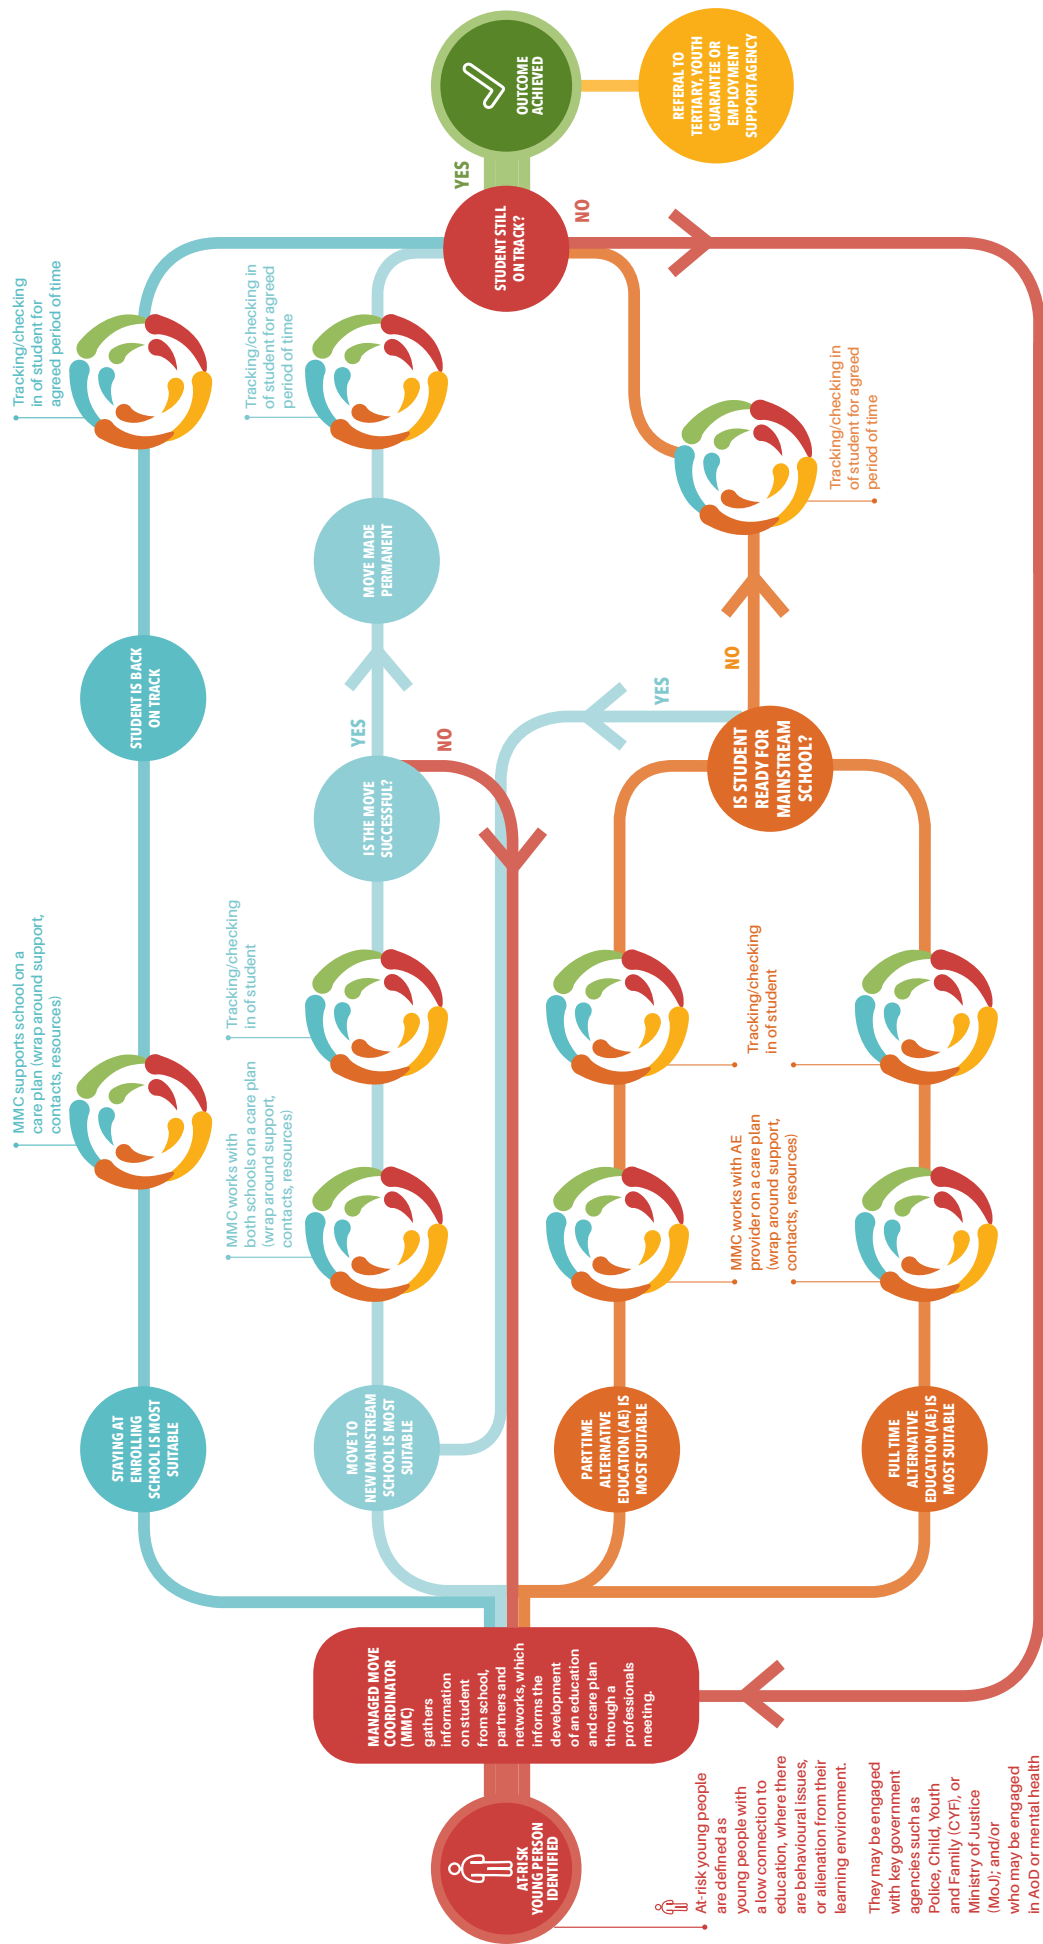 AT-RISK
YOUNG PERSON
IDENTIFIED
At-risk young people
are defined as
young people with
a low connection to
education, where there
are behavioural issues,
or alienation from their
learning environment.
They may be engaged
with key government
agencies such as
Police, Child, Youth
and Family (CYF), or
Ministry of Justice
(MoJ); and/or
who may be engaged
in AoD or mental health
MANAGED MOVE
COORDINATOR
(MMC)
gathers
information
on student
from school,
partners and
networks, which
informs the
development
of an education
and care plan
through a
professionals
meeting.
STAYING AT
ENROLLING
SCHOOL IS MOST
SUITABLE
MMC supports school on a
care plan (wrap around support,
contacts, resources)
STUDENT IS BACK
ON TRACK
Tracking/checking
in of student for
agreed period of time
MOVE TO
NEW MAINSTREAM
SCHOOL IS MOST
SUITABLE
MMC works with
both schools on a care plan
(wrap around support,
contacts, resources)
Tracking/checking
in of student
IS THE MOVE
SUCCESSFUL?
YES
NO
MOVE MADE
PERMANENT
Tracking/checking in
of student for agreed
period of time
PART TIME
ALTERNATIVE
EDUCATION (AE) IS
MOST SUITABLE
FULL TIME
ALTERNATIVE
EDUCATION (AE) IS
MOST SUITABLE
MMC works with AE
provider on a care plan
(wrap around support,
contacts, resources)
Tracking/checking
in of student
IS STUDENT
READY FOR
MAINSTREAM
SCHOOL?
YES
NO
Tracking/checking in
of student for agreed
period of time
STUDENT STILL
ON TRACK?
YES
NO
OUTCOME
ACHIEVED
REFERAL TO
TERTIARY, YOUTH
GUARANTEE OR
EMPLOYMENT
SUPPORT AGENCY